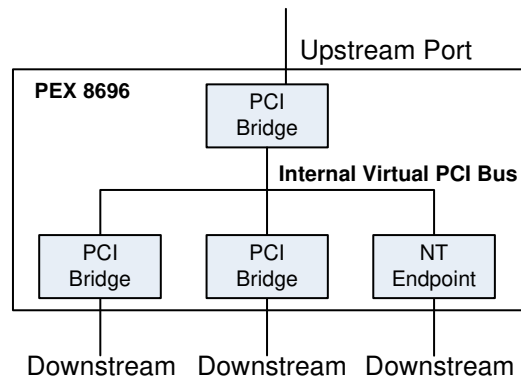 Upstream Port
PEX 8696
PCI
Bridge
Internal Virtual PCI Bus
PCI
Bridge
PCI
Bridge
NT
Endpoint
Downstream
Downstream
Downstream